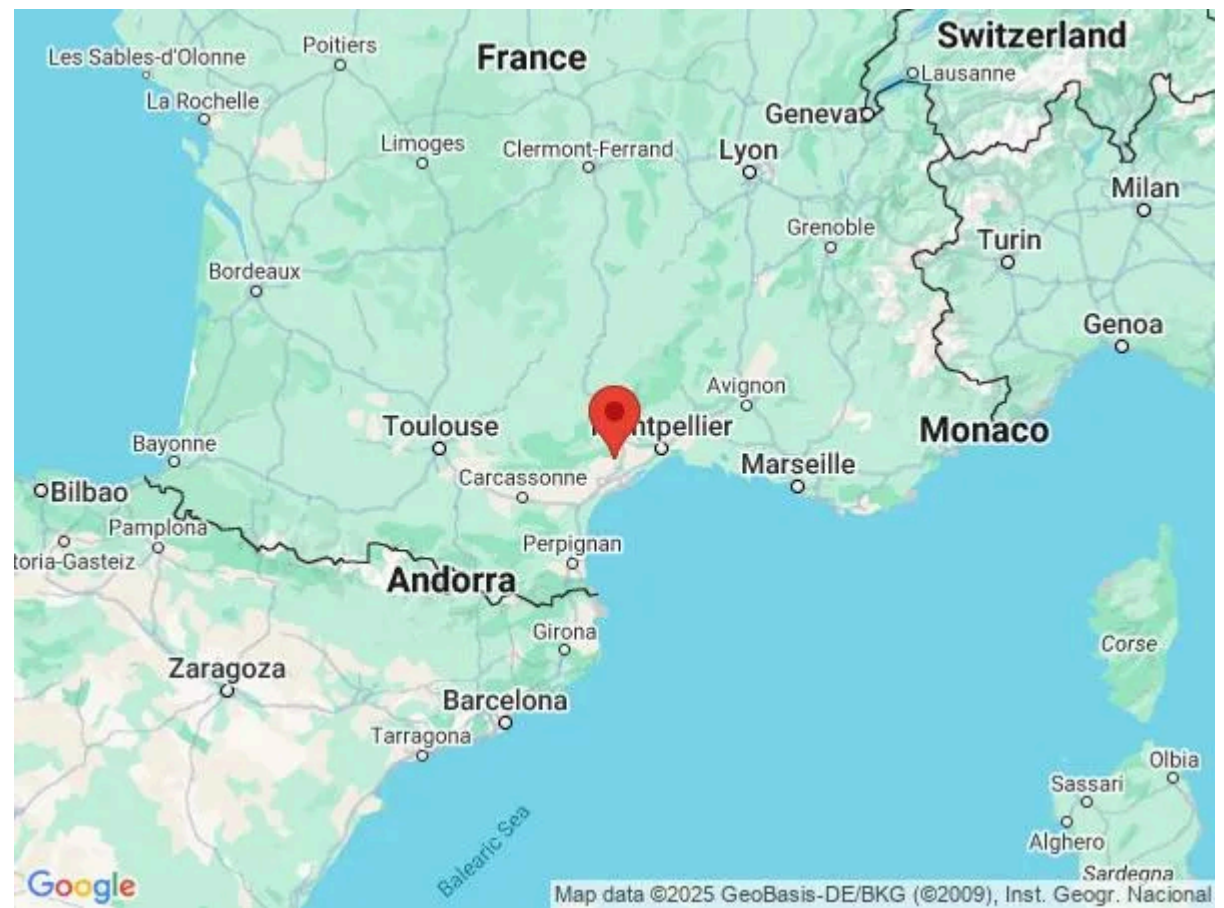 Switzerland
Les Sables-d'Olonne
Poitiers
France
Lausanne
La Rochelle
Geneva
Limoges
Clermont-Ferrand
Lyon
Milan
Grenoble
Turin
Bordeaux
Genoa
Avignon
Toulouse
ntpellier
Monaco
Bayonne
Marseille
Carcassonne
Bilbao
Pamplona
Perpignan
toria-Gasteiz
Andorra
Girona
Corse
Zaragoza
Barcelona
Tarragona
Olbia
Sassari
Balearic Sea
Alghero
Sardegna
Google
Map data ©2025 GeoBasis-DE/BKG (©2009), Inst. Geogr. Nacional